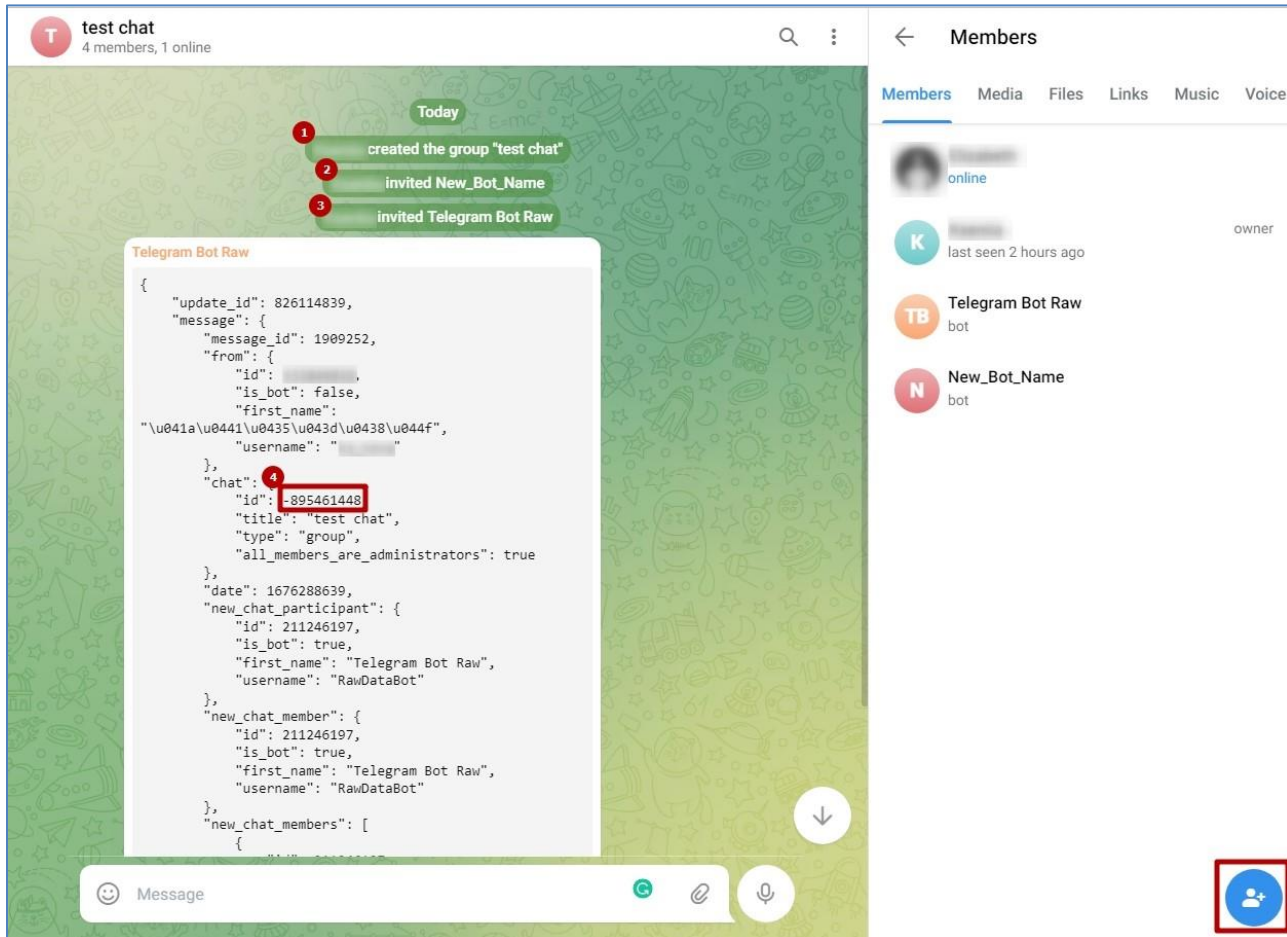 T
test chat
4 members, 1 online
Today
1
created the group "test chat"
2
invited New_Bot_Name
3
invited Telegram Bot Raw
Telegram Bot Raw
{
"update_id": 826114839,
"message": {
"message_id": 1909252,
"from": {
"id": ,
"is_bot": false,
"first_name":
"\u041a\u0441\u0435\u043d\u0438\u044f",
"username": " "
},
4
"chat":
"id": -895461448
"title": "test chat",
"type": "group",
"all_members_are_administrators": true
},
"date": 1676288639,
"new_chat_participant": {
"id": 211246197,
"is_bot": true,
"first_name": "Telegram Bot Raw",
"username": "RawDataBot"
},
"new_chat_member": {
"id": 211246197,
"is_bot": true,
"first_name": "Telegram Bot Raw",
"username": "RawDataBot"
},
"new_chat_members": [
{
Message
Members
Members Media Files Links Music Voice
online
K
owner
last seen 2 hours ago
TB
Telegram Bot Raw
bot
N
New_Bot_Name
bot